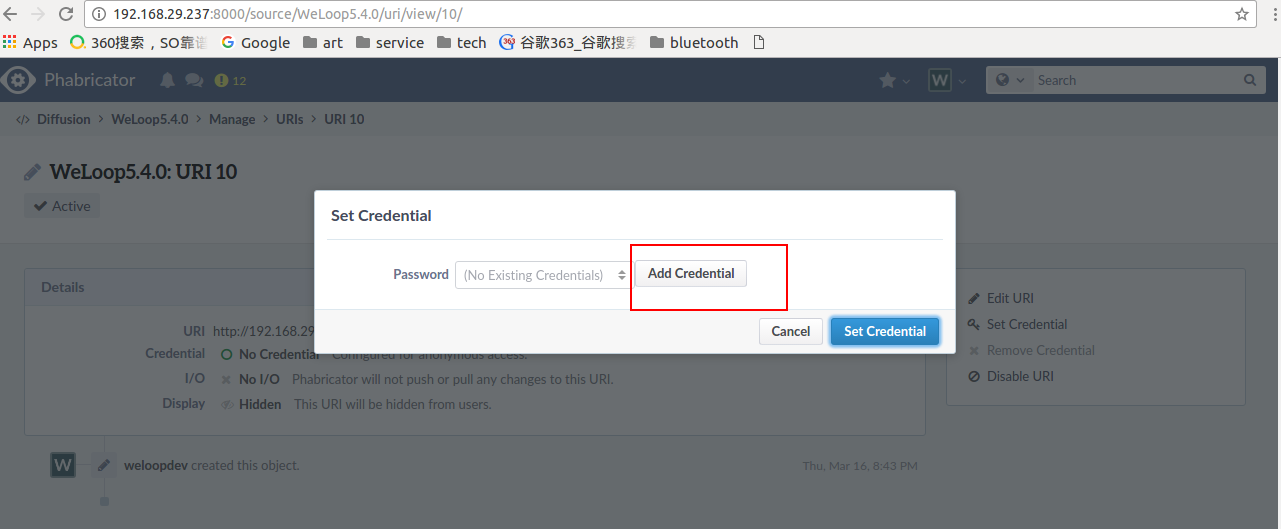 192.168.29.237:8000/source/WeLoop5.4.0/uri/view/10/
Apps 360搜索，SO靠谱 Google art service tech 谷歌363_谷歌搜索 bluetooth
Phabricator 12 W Search
Diffusion > WeLoop5.4.0 > Manage > URIs > URI 10
WeLoop5.4.0: URI 10
Active
Set Credential
Password (No Existing Credentials) Add Credential
Cancel Set Credential
Details
URI http://192.168.29
Credential No Credential Configured for anonymous access.
I/O No I/O Phabricator will not push or pull any changes to this URI.
Display Hidden This URI will be hidden from users.
Edit URI
Set Credential
Remove Credential
Disable URI
W weloopdev created this object. Thu, Mar 16, 8:43 PM